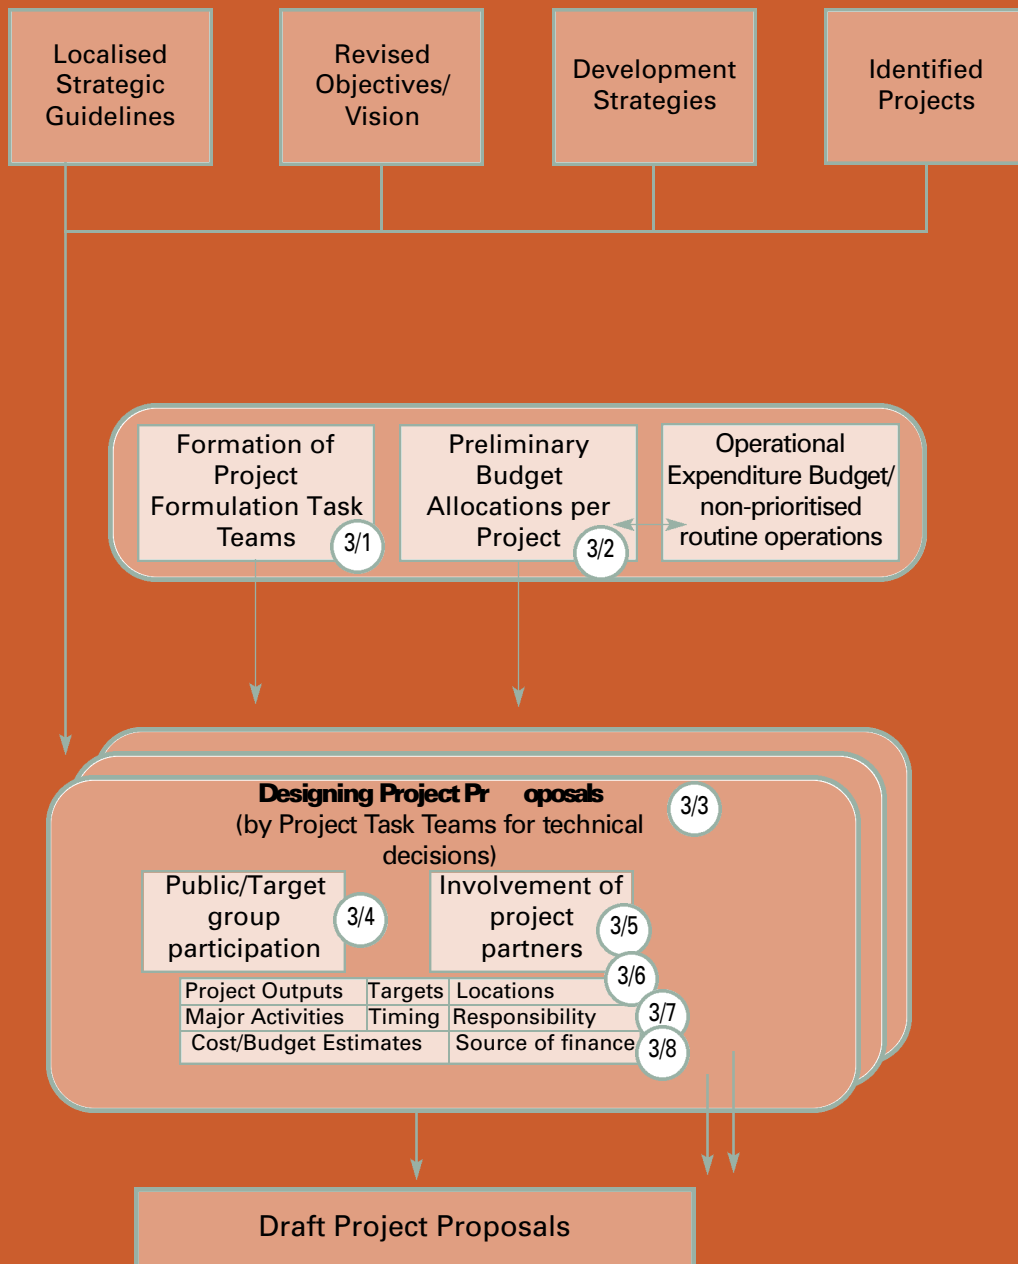 Localised
Strategic
Guidelines
Revised
Objectives/
Vision
Development
Strategies
Identified
Projects
Formation of
Project
Formulation Task
Teams
3/1
Preliminary
Budget
Allocations per
Project
3/2
Operational
Expenditure Budget/
non-prioritised
routine operations
Designing Project Pr oposals
3/3
(by Project Task Teams for technical
decisions)
Public/Target
group
participation
3/4
Involvement of
project
partners
3/5
3/6
Project Outputs Targets Locations
Major Activities Timing Responsibility
3/7
Cost/Budget Estimates Source of finance
3/8
Draft Project Proposals